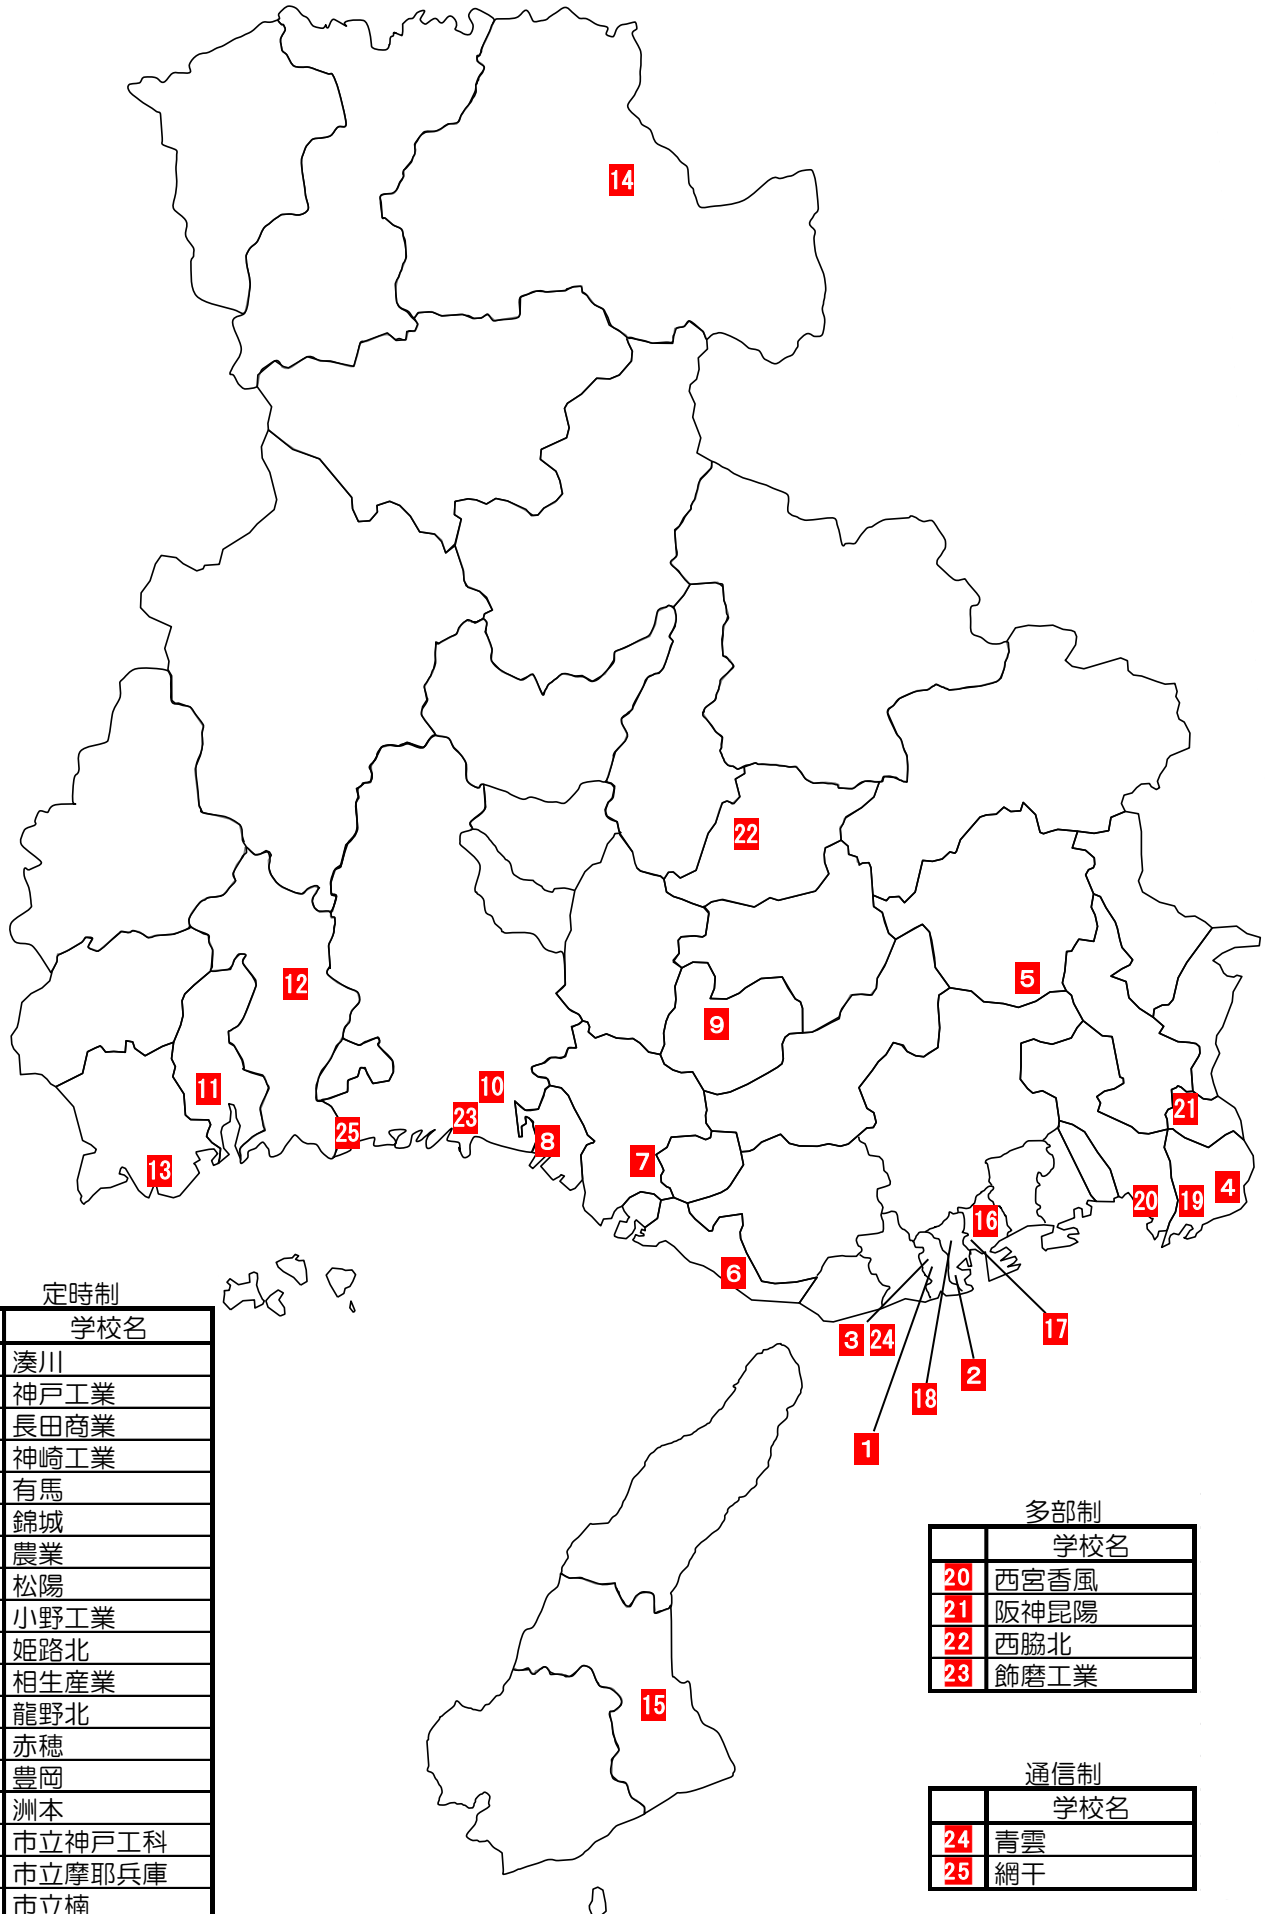 14
22
5
12
9
10
11
21
23
25
8
7
13
4
20
19
16
6
17
3 24
2
18
1
15
定時制
学校名
湊川
神戸工業
長田商業
神崎工業
有馬
錦城
農業
松陽
小野工業
姫路北
相生産業
龍野北
赤穂
豊岡
洲本
市立神戸工科
市立摩耶兵庫
市立楠
多部制
学校名
20 西宮香風
21 阪神昆陽
22 西脇北
23 飾磨工業
通信制
学校名
24 青雲
25 網干